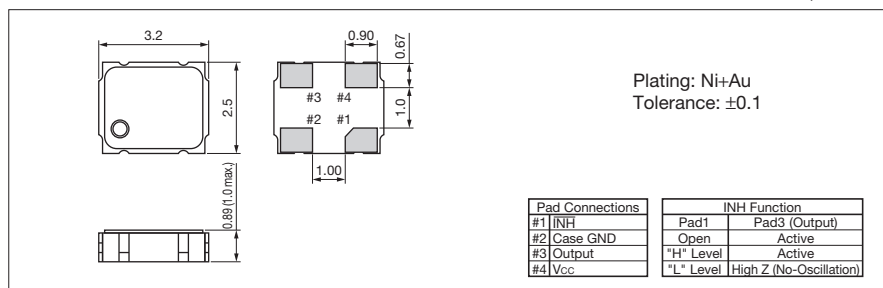 3.2
2.5
0.89 (1.0 max.)
0.90
0.67
#3 #4
#2 #1
1.0
1.00
Plating: Ni+Au
Tolerance: ±0.1
Pad Connections
#1 INH
#2 Case GND
#3 Output
#4 Vcc
INH Function
Pad1 Pad3 (Output)
Open Active
"H" Level Active
"L" Level High Z (No-Oscillation)